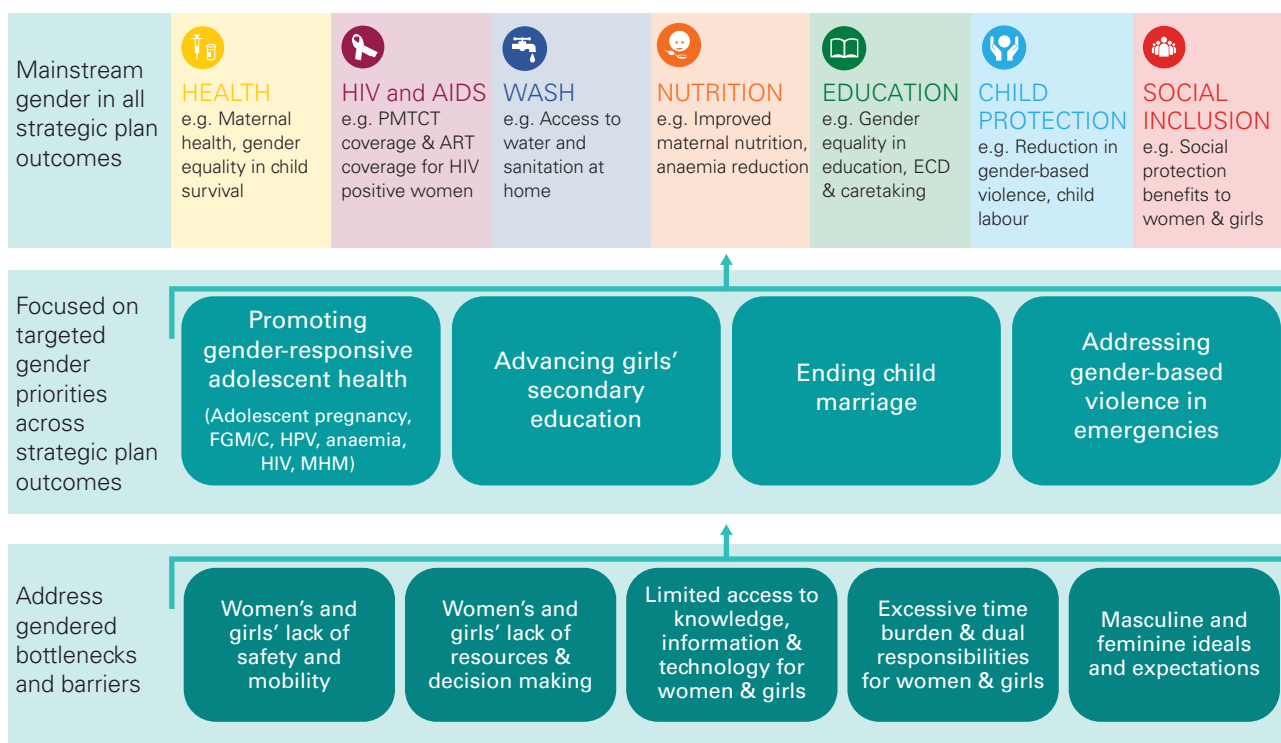 Mainstream
gender in all
strategic plan
outcomes
HEALTH
e.g. Maternal
health, gender
equality in child
survival
HIV and AIDS
e.g. PMTCT
coverage & ART
coverage for HIV
positive women
WASH
e.g. Access to
water and
sanitation at
home
NUTRITION
e.g. Improved
maternal nutrition,
anaemia reduction
EDUCATION
e.g. Gender
equality in
education, ECD
& caretaking
CHILD
PROTECTION
e.g. Reduction in
gender-based
violence, child
labour
SOCIAL
INCLUSION
e.g. Social
protection
benefits to
women & girls
Focused on
targeted
gender
priorities
across
strategic plan
outcomes
Promoting
gender-responsive
adolescent health
(Adolescent pregnancy,
FGM/C, HPV, anaemia,
HIV, MHM)
Advancing girls'
secondary
education
Ending child
marriage
Addressing
gender-based
violence in
emergencies
Address
gendered
bottlenecks
and barriers
Women's and
girls' lack of
safety and
mobility
Women's and
girls' lack of
resources &
decision making
Limited access to
knowledge,
information &
technology for
women & girls
Excessive time
burden & dual
responsibilities
for women & girls
Masculine and
feminine ideals
and expectations